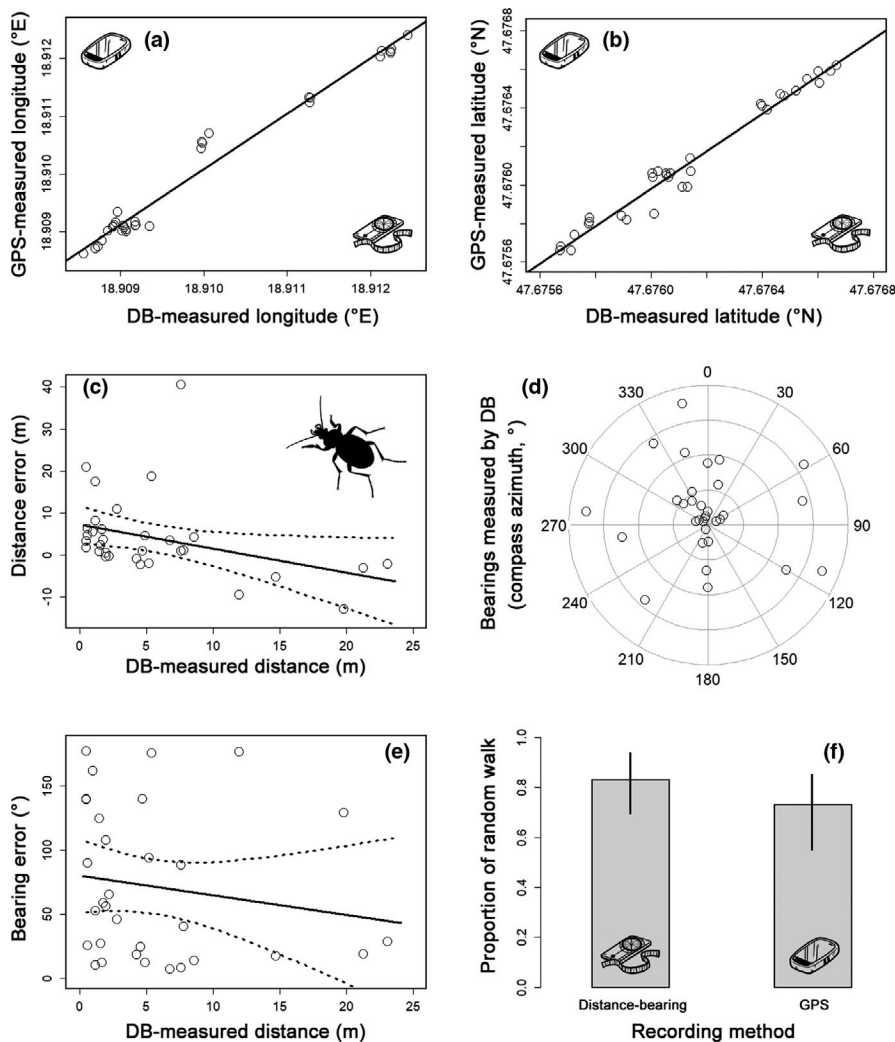 (a)
GPS-measured longitude (°E)
18.912
18.911
18.910
18.909
18.909
18.910
18.911
18.912
DB-measured longitude (°E)
(b)
GPS-measured latitude (°N)
47.6768
47.6764
47.6760
47.6756
47.6756
47.6760
47.6764
47.6768
DB-measured latitude (°N)
(c)
Distance error (m)
40
30
20
10
0
-10
0
5
10
15
20
25
DB-measured distance (m)
(d)
Bearings measured by DB
(compass azimuth, °)
0
30
60
90
120
150
180
210
240
270
300
330
(e)
Bearing error (°)
150
100
50
0
0
5
10
15
20
25
DB-measured distance (m)
(f)
Proportion of random walk
1.0
0.8
0.6
0.4
0.2
0.0
Distance-bearing
GPS
Recording method